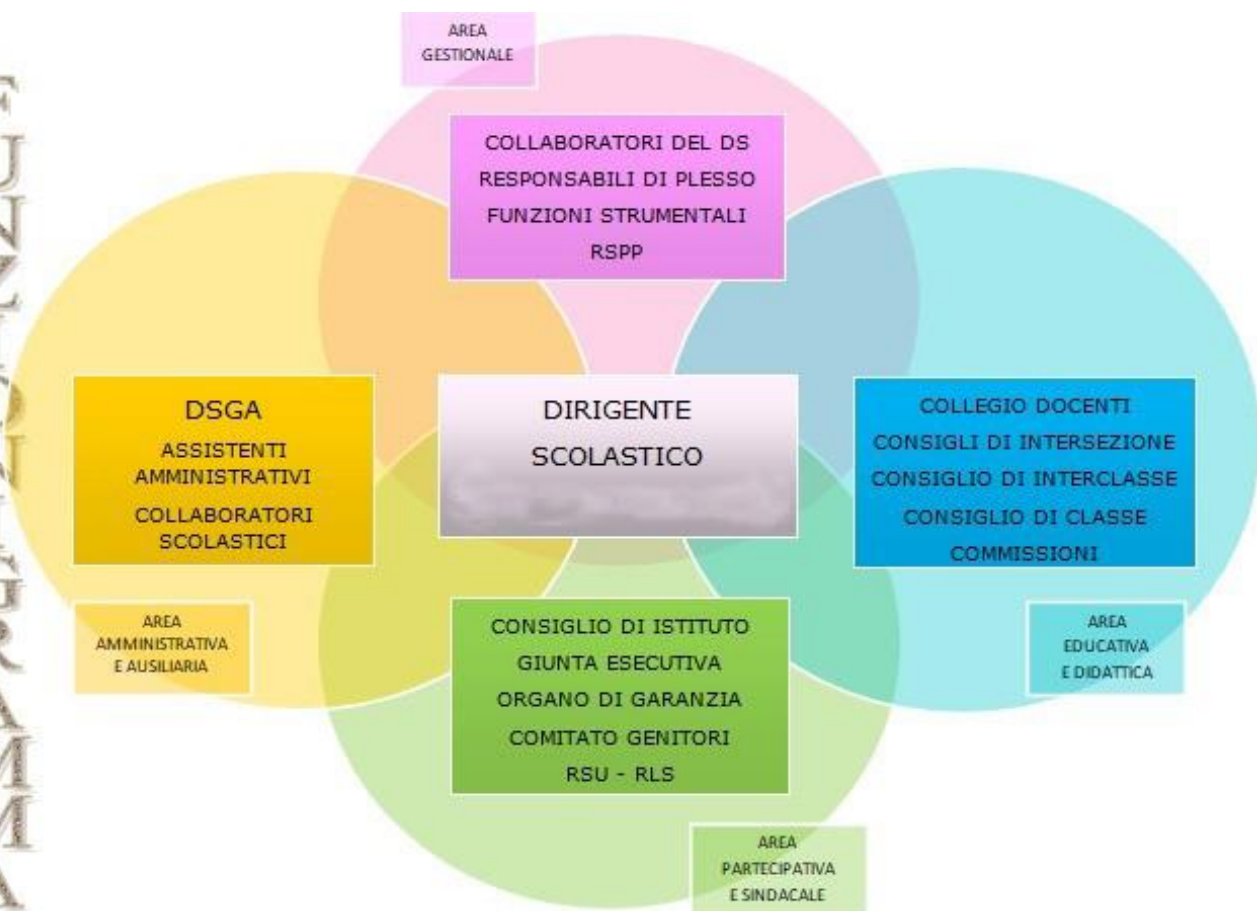 FUNZIONIGRAMMA
AREA
GESTIONALE
COLLABORATORI DEL DS
RESPONSABILI DI PLESSO
FUNZIONI STRUMENTALI
RSPP
DSGA
ASSISTENTI
AMMINISTRATIVI
COLLABORATORI
SCOLASTICI
DIRIGENTE
SCOLASTICO
COLLEGIO DOCENTI
CONSIGLI DI INTERSEZIONE
CONSIGLIO DI INTERCLASSE
CONSIGLIO DI CLASSE
COMMISSIONI
AREA
AMMINISTRATIVA
E AUSILIARIA
CONSIGLIO DI ISTITUTO
GIUNTA ESECUTIVA
ORGANO DI GARANZIA
COMITATO GENITORI
RSU - RLS
AREA
EDUCATIVA
E DIDATTICA
AREA
PARTECIPATIVA
E SINDACALE